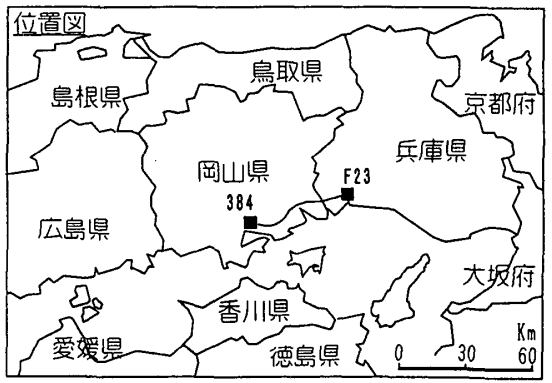 位置図
鳥取県
島根県
京都府
兵庫県
岡山県
F23
384
広島県
大坂府
香川県
愛媛県
徳島県
Km
0 30 60